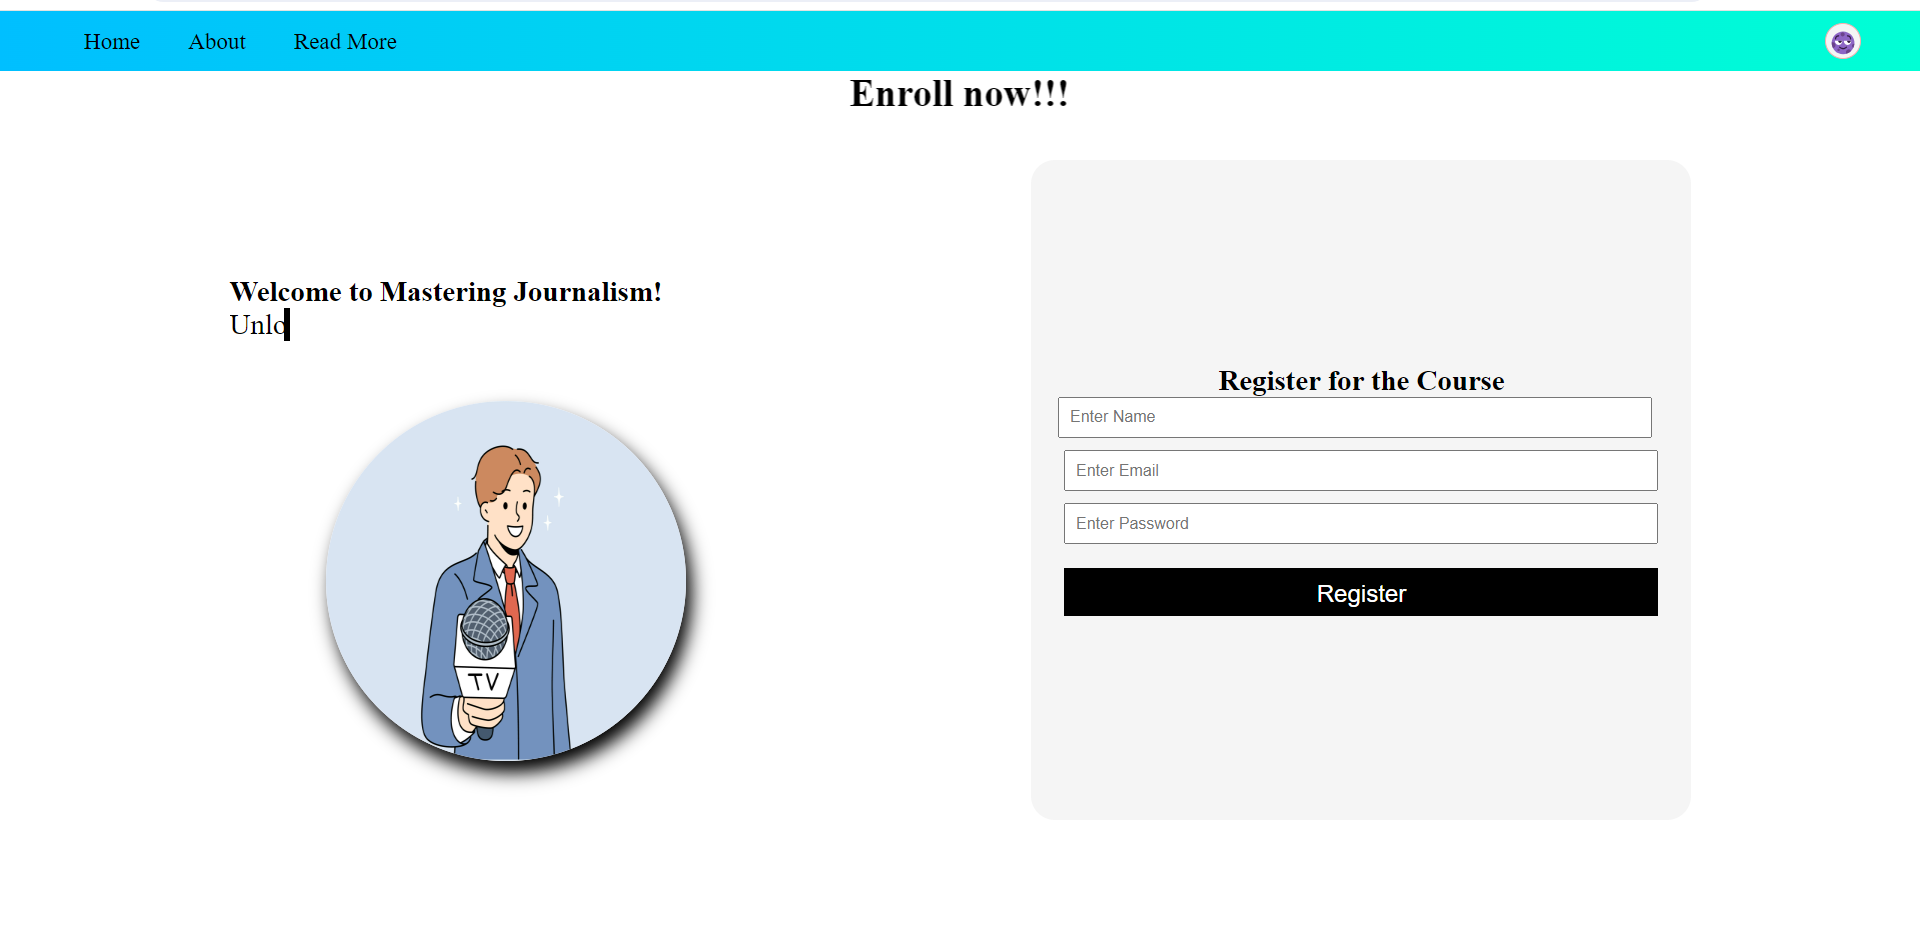 Home About Read More
Enroll now!!!
Welcome to Mastering Journalism!
Unlo
TV
Register for the Course
Enter Name
Enter Email
Enter Password
Register